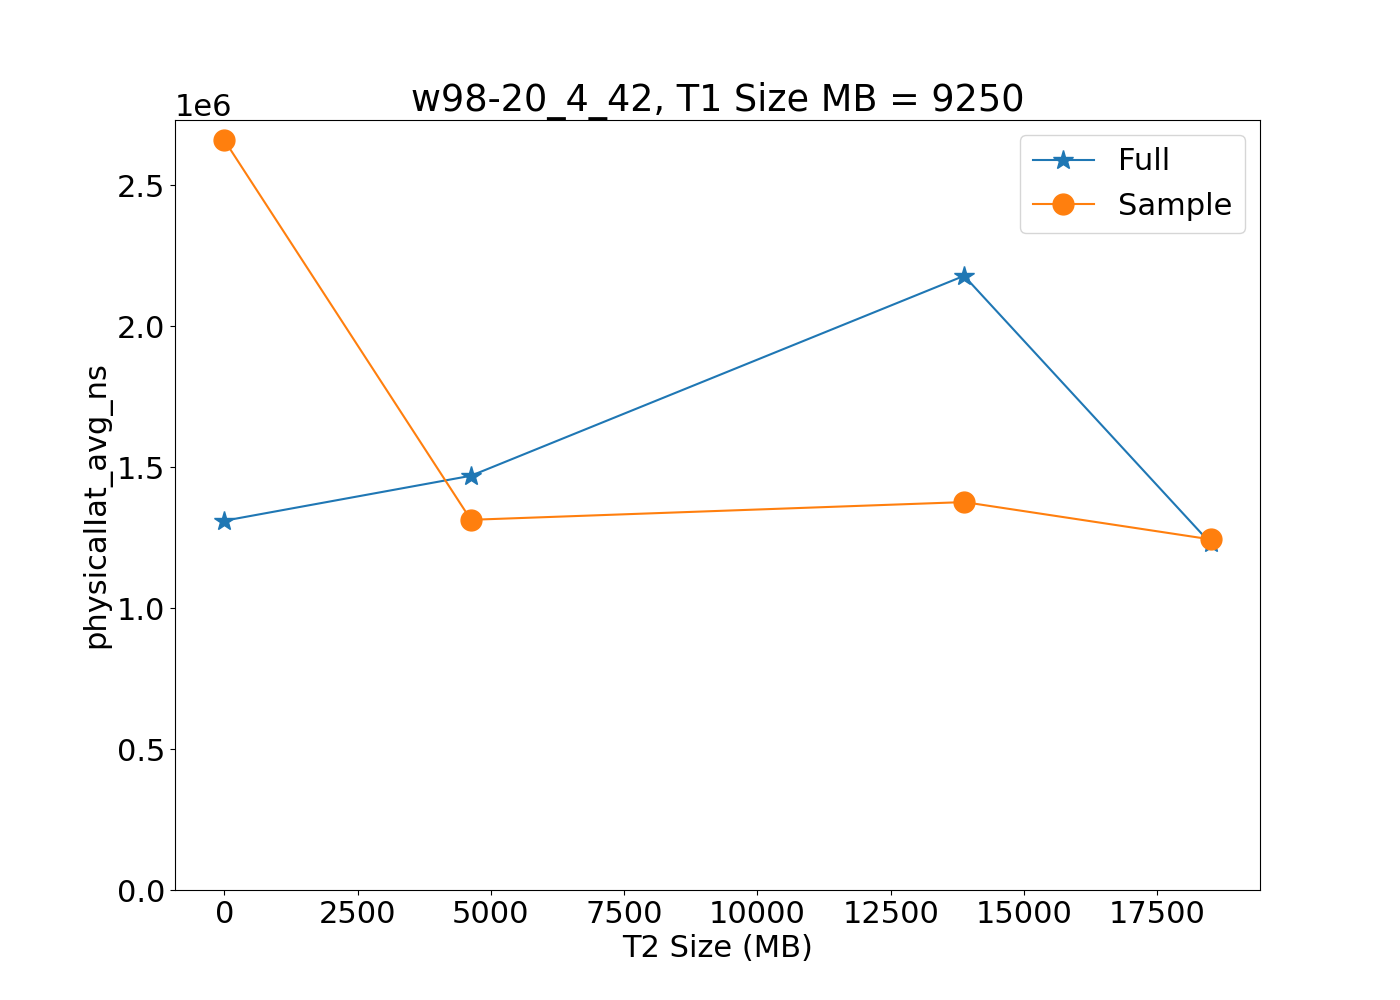 w98-20_4_42, T1 Size MB = 9250
1e6
Full
Sample
2.5
2.0
1.5
1.0
0.5
0.0
physicallat_avg_ns
0 2500 5000 7500 10000 12500 15000 17500
T2 Size (MB)